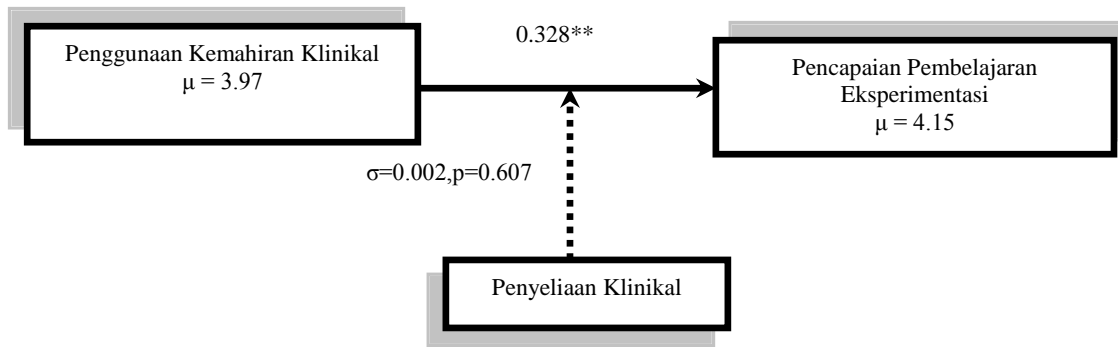 0.328**
Penggunaan Kemahiran Klinikal
μ = 3.97
Pencapaian Pembelajaran
Eksperimentasi
μ = 4.15
σ=0.002,p=0.607
Penyeliaan Klinikal